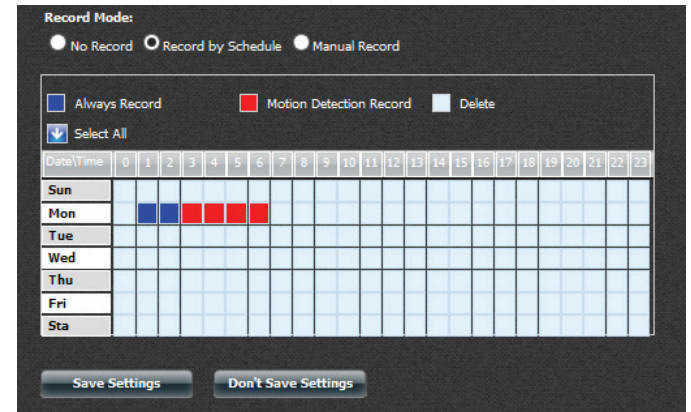 Record Mode:
No Record Record by Schedule Manual Record
Always Record Motion Detection Record Delete
Select All
Date\Time 0 1 2 3 4 5 6 7 8 9 10 11 12 13 14 15 16 17 18 19 20 21 22 23
Sun
Mon
Tue
Wed
Thu
Fri
Sta
Save Settings Don't Save Settings